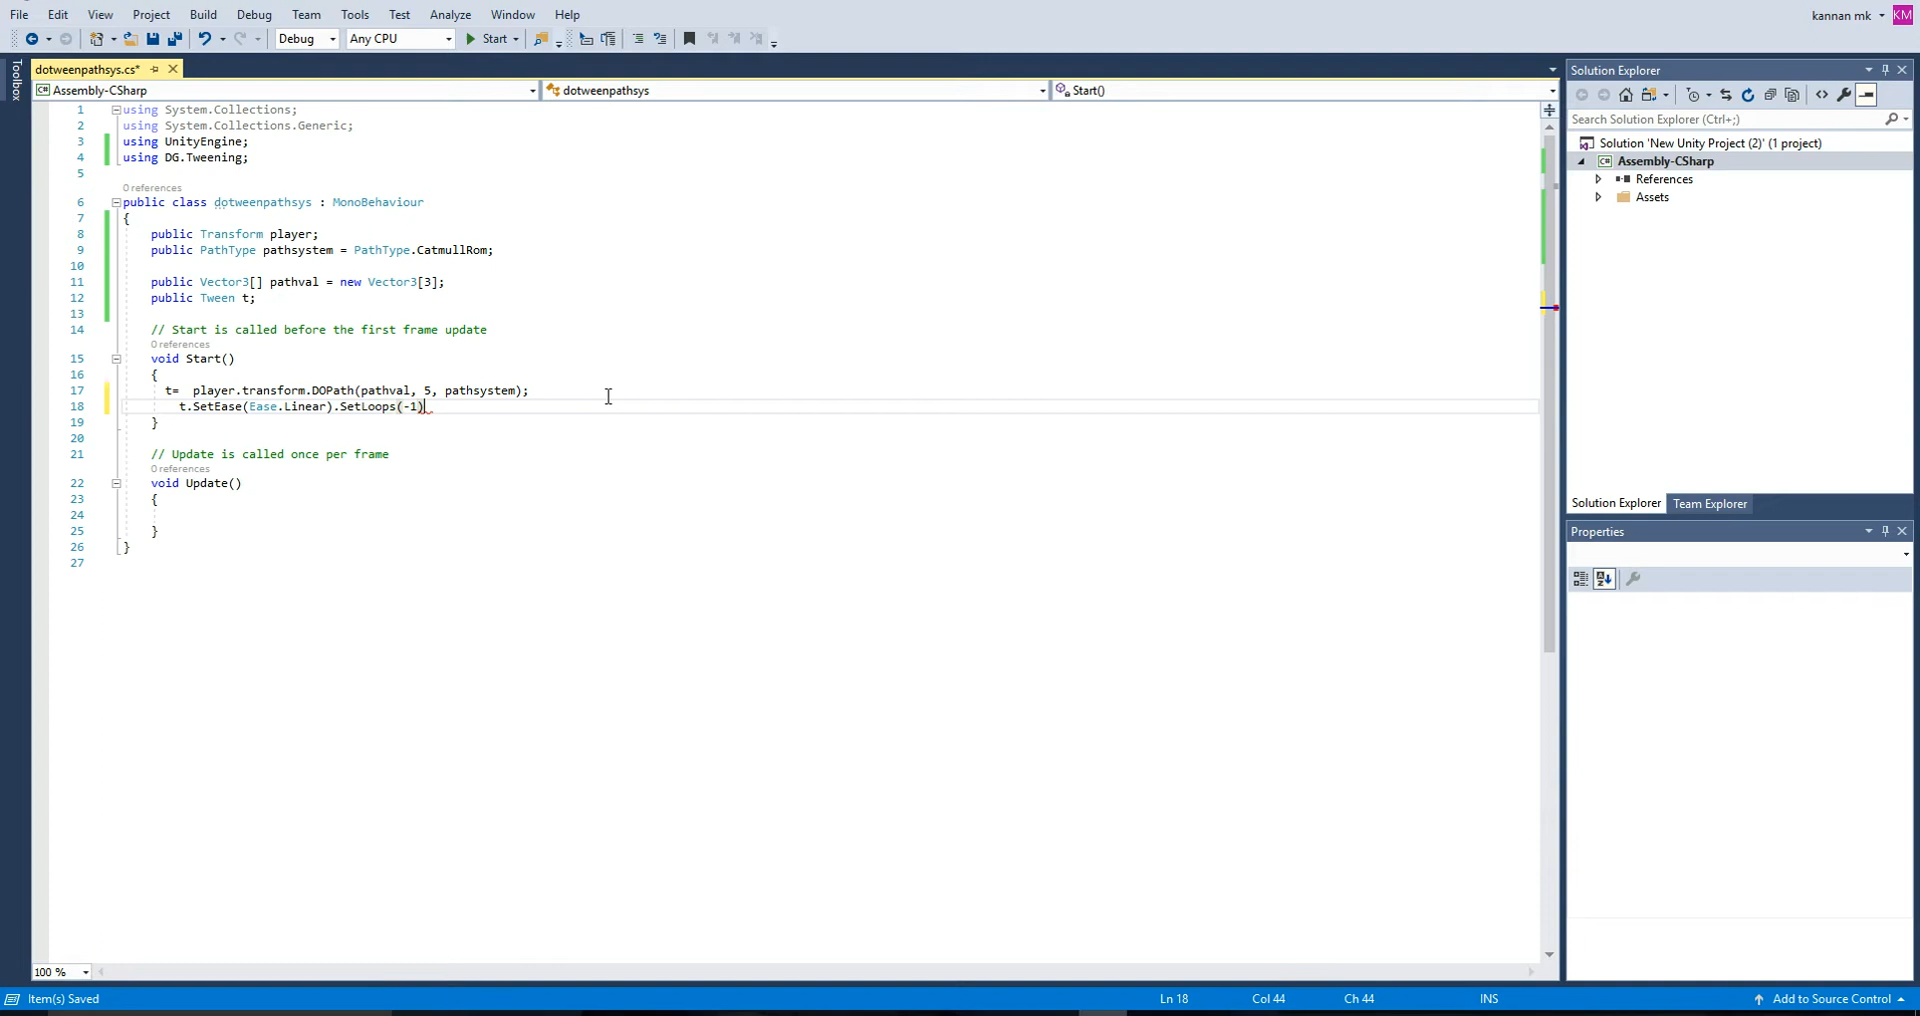 File Edit View Project Build Debug Team Tools Test Analyze Window Help kannan mk KM
Debug Any CPU Start
Toolbox
dotweenpathsys.cs*
C# Assembly-CSharp dotweenpathsys Start()
1 using System.Collections;
2 using System.Collections.Generic;
3 using UnityEngine;
4 using DG.Tweening;
5
0 references
6 public class dotweenpathsys : MonoBehaviour
7 {
8 public Transform player;
9 public PathType pathsystem = PathType.CatmullRom;
10
11 public Vector3[] pathval = new Vector3[3];
12 public Tween t;
13
14 // Start is called before the first frame update
0 references
15 void Start()
16 {
17 t=  player.transform.DOPath(pathval, 5, pathsystem);
18 t.SetEase(Ease.Linear).SetLoops(-1)
19 }
20
21 // Update is called once per frame
0 references
22 void Update()
23 {
24
25 }
26 }
27
100 %
Solution Explorer
Search Solution Explorer (Ctrl+;)
Solution 'New Unity Project (2)' (1 project)
C# Assembly-CSharp
References
Assets
Solution Explorer Team Explorer
Properties
Item(s) Saved Ln 18 Col 44 Ch 44 INS Add to Source Control